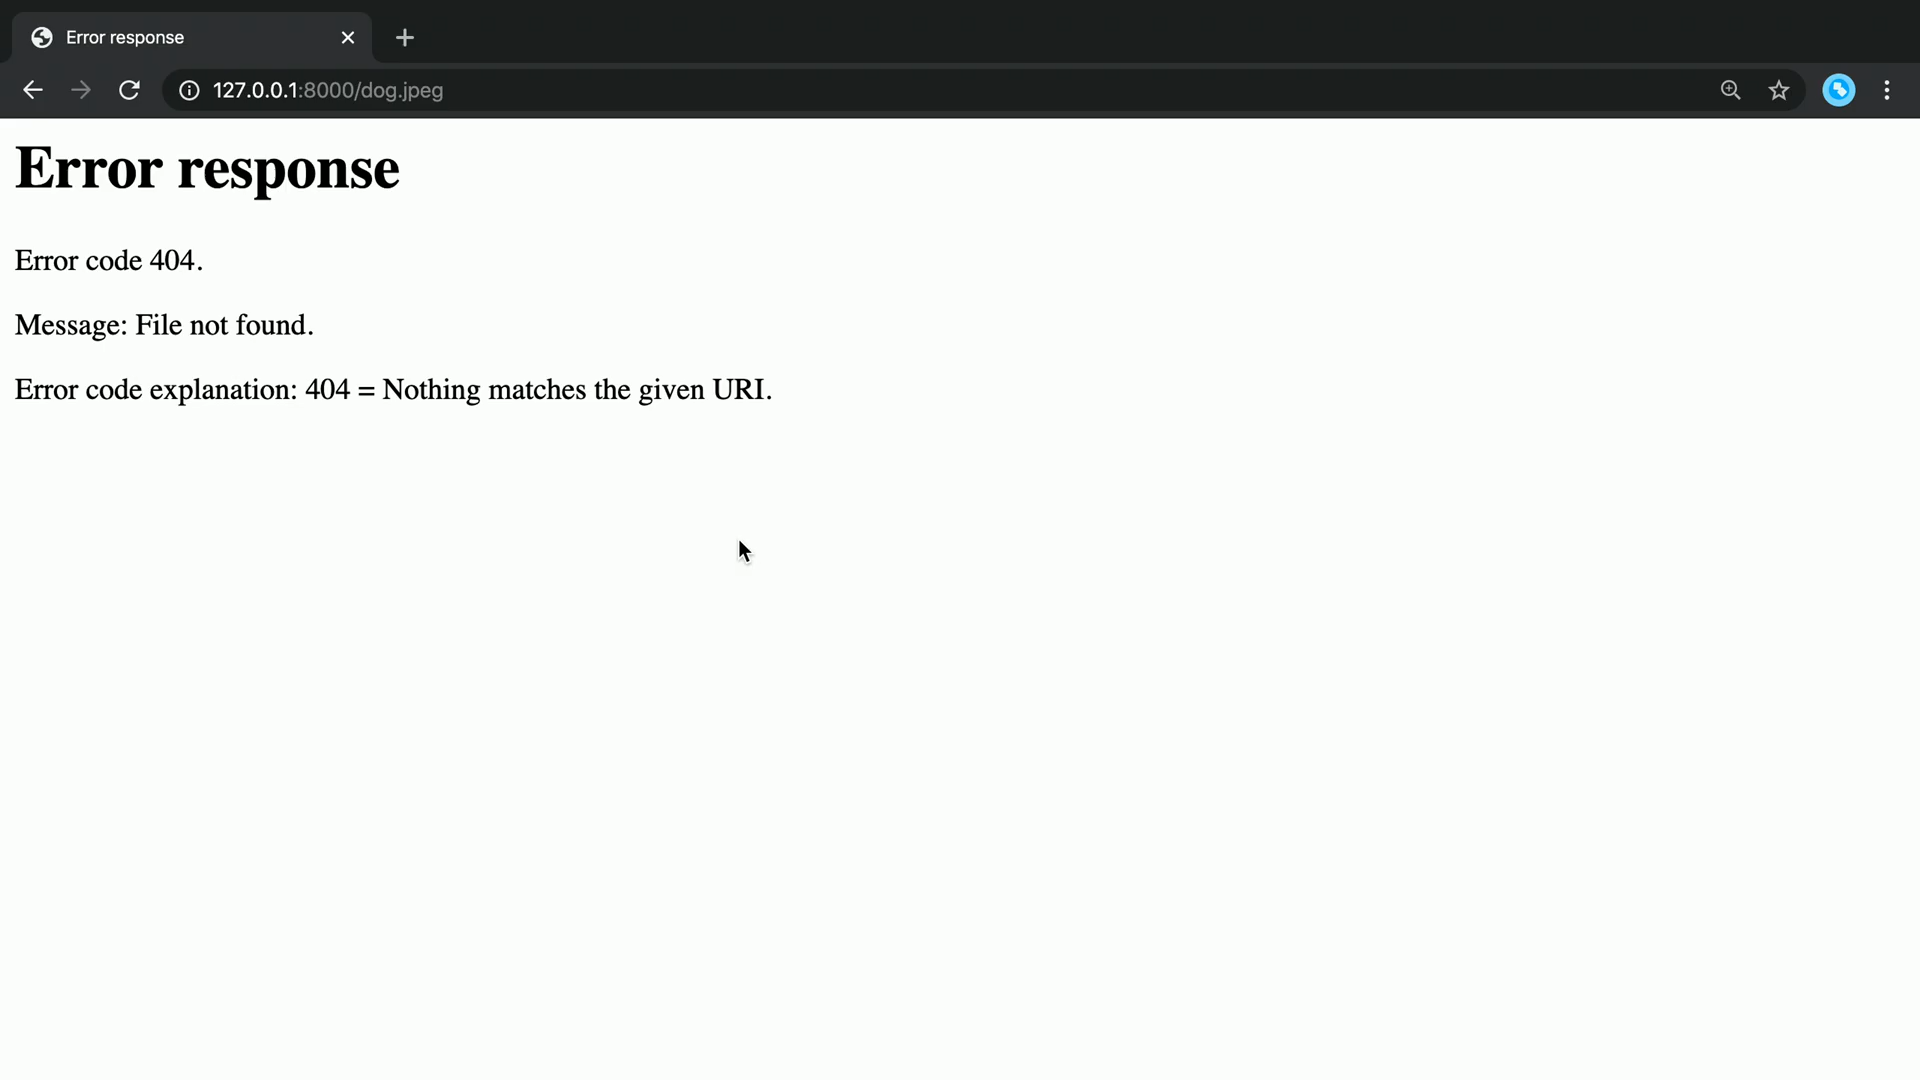 Error response
127.0.0.1:8000/dog.jpeg
Error response
Error code 404.
Message: File not found.
Error code explanation: 404 = Nothing matches the given URI.